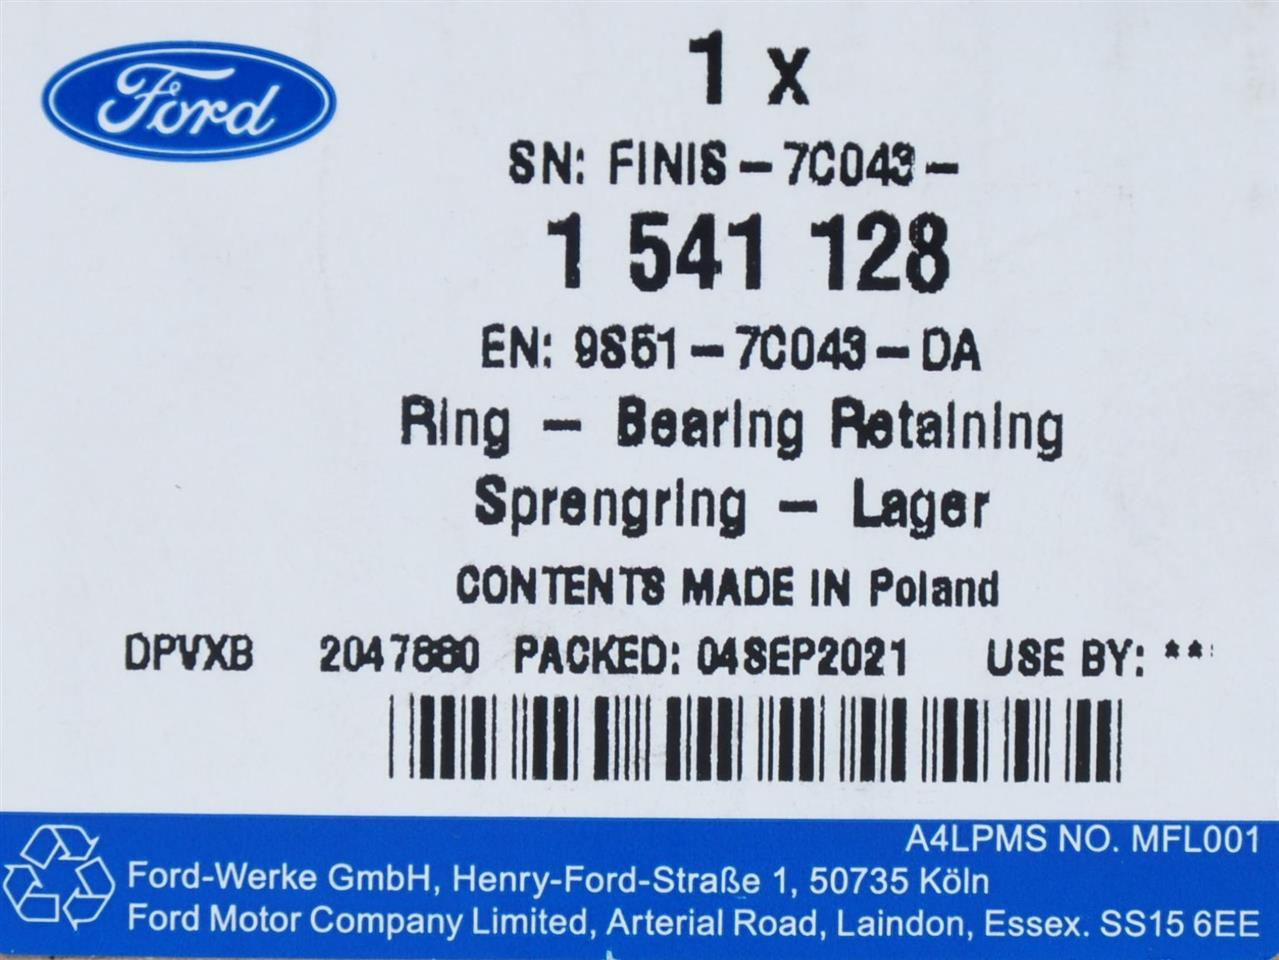 Ford
1 x
SN: FINIS-7C043-
1 541 128
EN: 9S51-7C043-DA
Ring - Bearing Retaining
Sprengring - Lager
CONTENTS MADE IN Poland
DPVXB 2047880 PACKED: 04SEP2021 USE BY: **
A4LPMS NO. MFL001
Ford-Werke GmbH, Henry-Ford-Straße 1, 50735 Köln
Ford Motor Company Limited, Arterial Road, Laindon, Essex. SS15 6EE